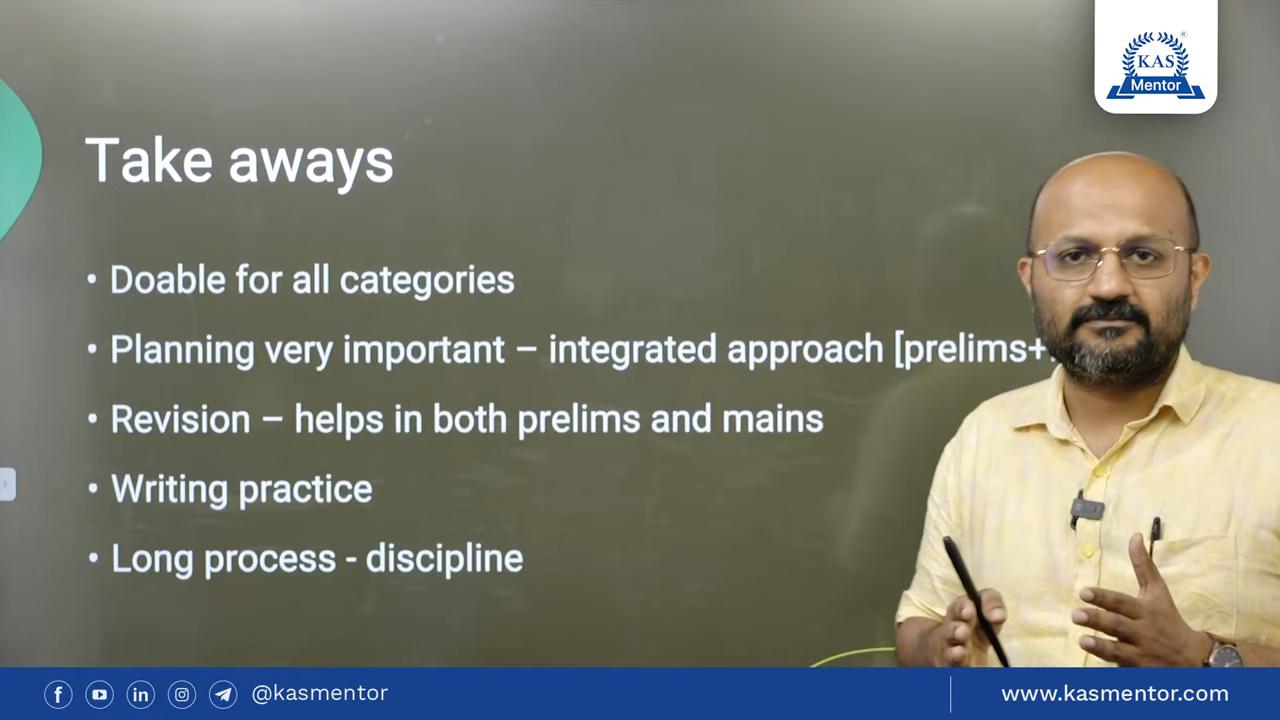 KAS
Mentor
®
Take aways
• Doable for all categories
• Planning very important – integrated approach [prelims+
• Revision – helps in both prelims and mains
• Writing practice
• Long process - discipline
@kasmentor
www.kasmentor.com